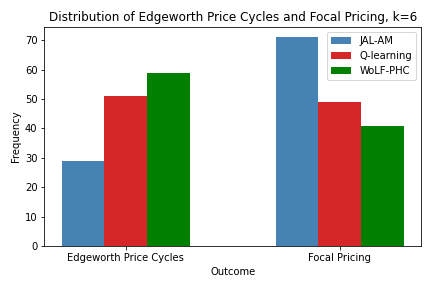 Distribution of Edgeworth Price Cycles and Focal Pricing, k=6
JAL-AM
Q-learning
WoLF-PHC
Frequency
70
60
50
40
30
20
10
0
Edgeworth Price Cycles
Focal Pricing
Outcome